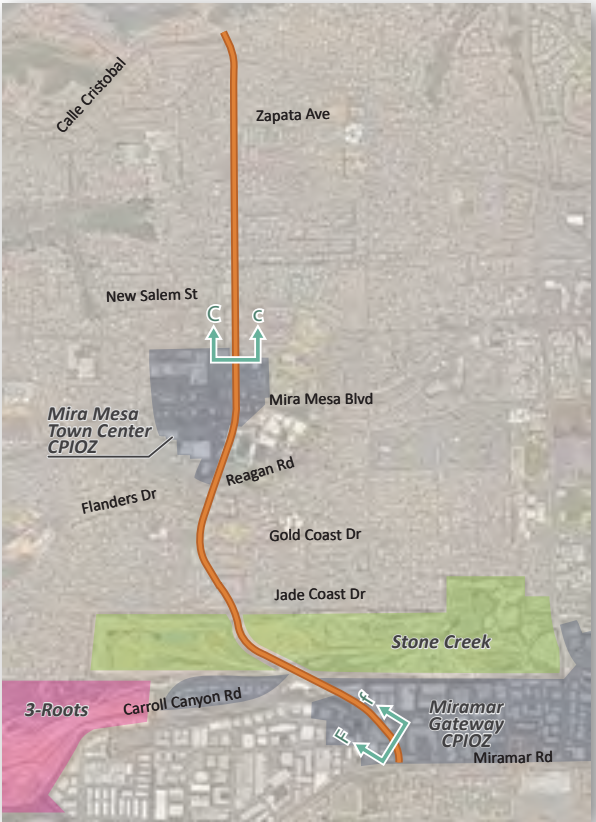 Calle Cristobal
Zapata Ave
New Salem St
C
c
Mira Mesa Blvd
Mira Mesa
Town Center
CPIOZ
Reagan Rd
Flanders Dr
Gold Coast Dr
Jade Coast Dr
Stone Creek
3-Roots
Carroll Canyon Rd
f
F
Miramar
Gateway
CPIOZ
Miramar Rd